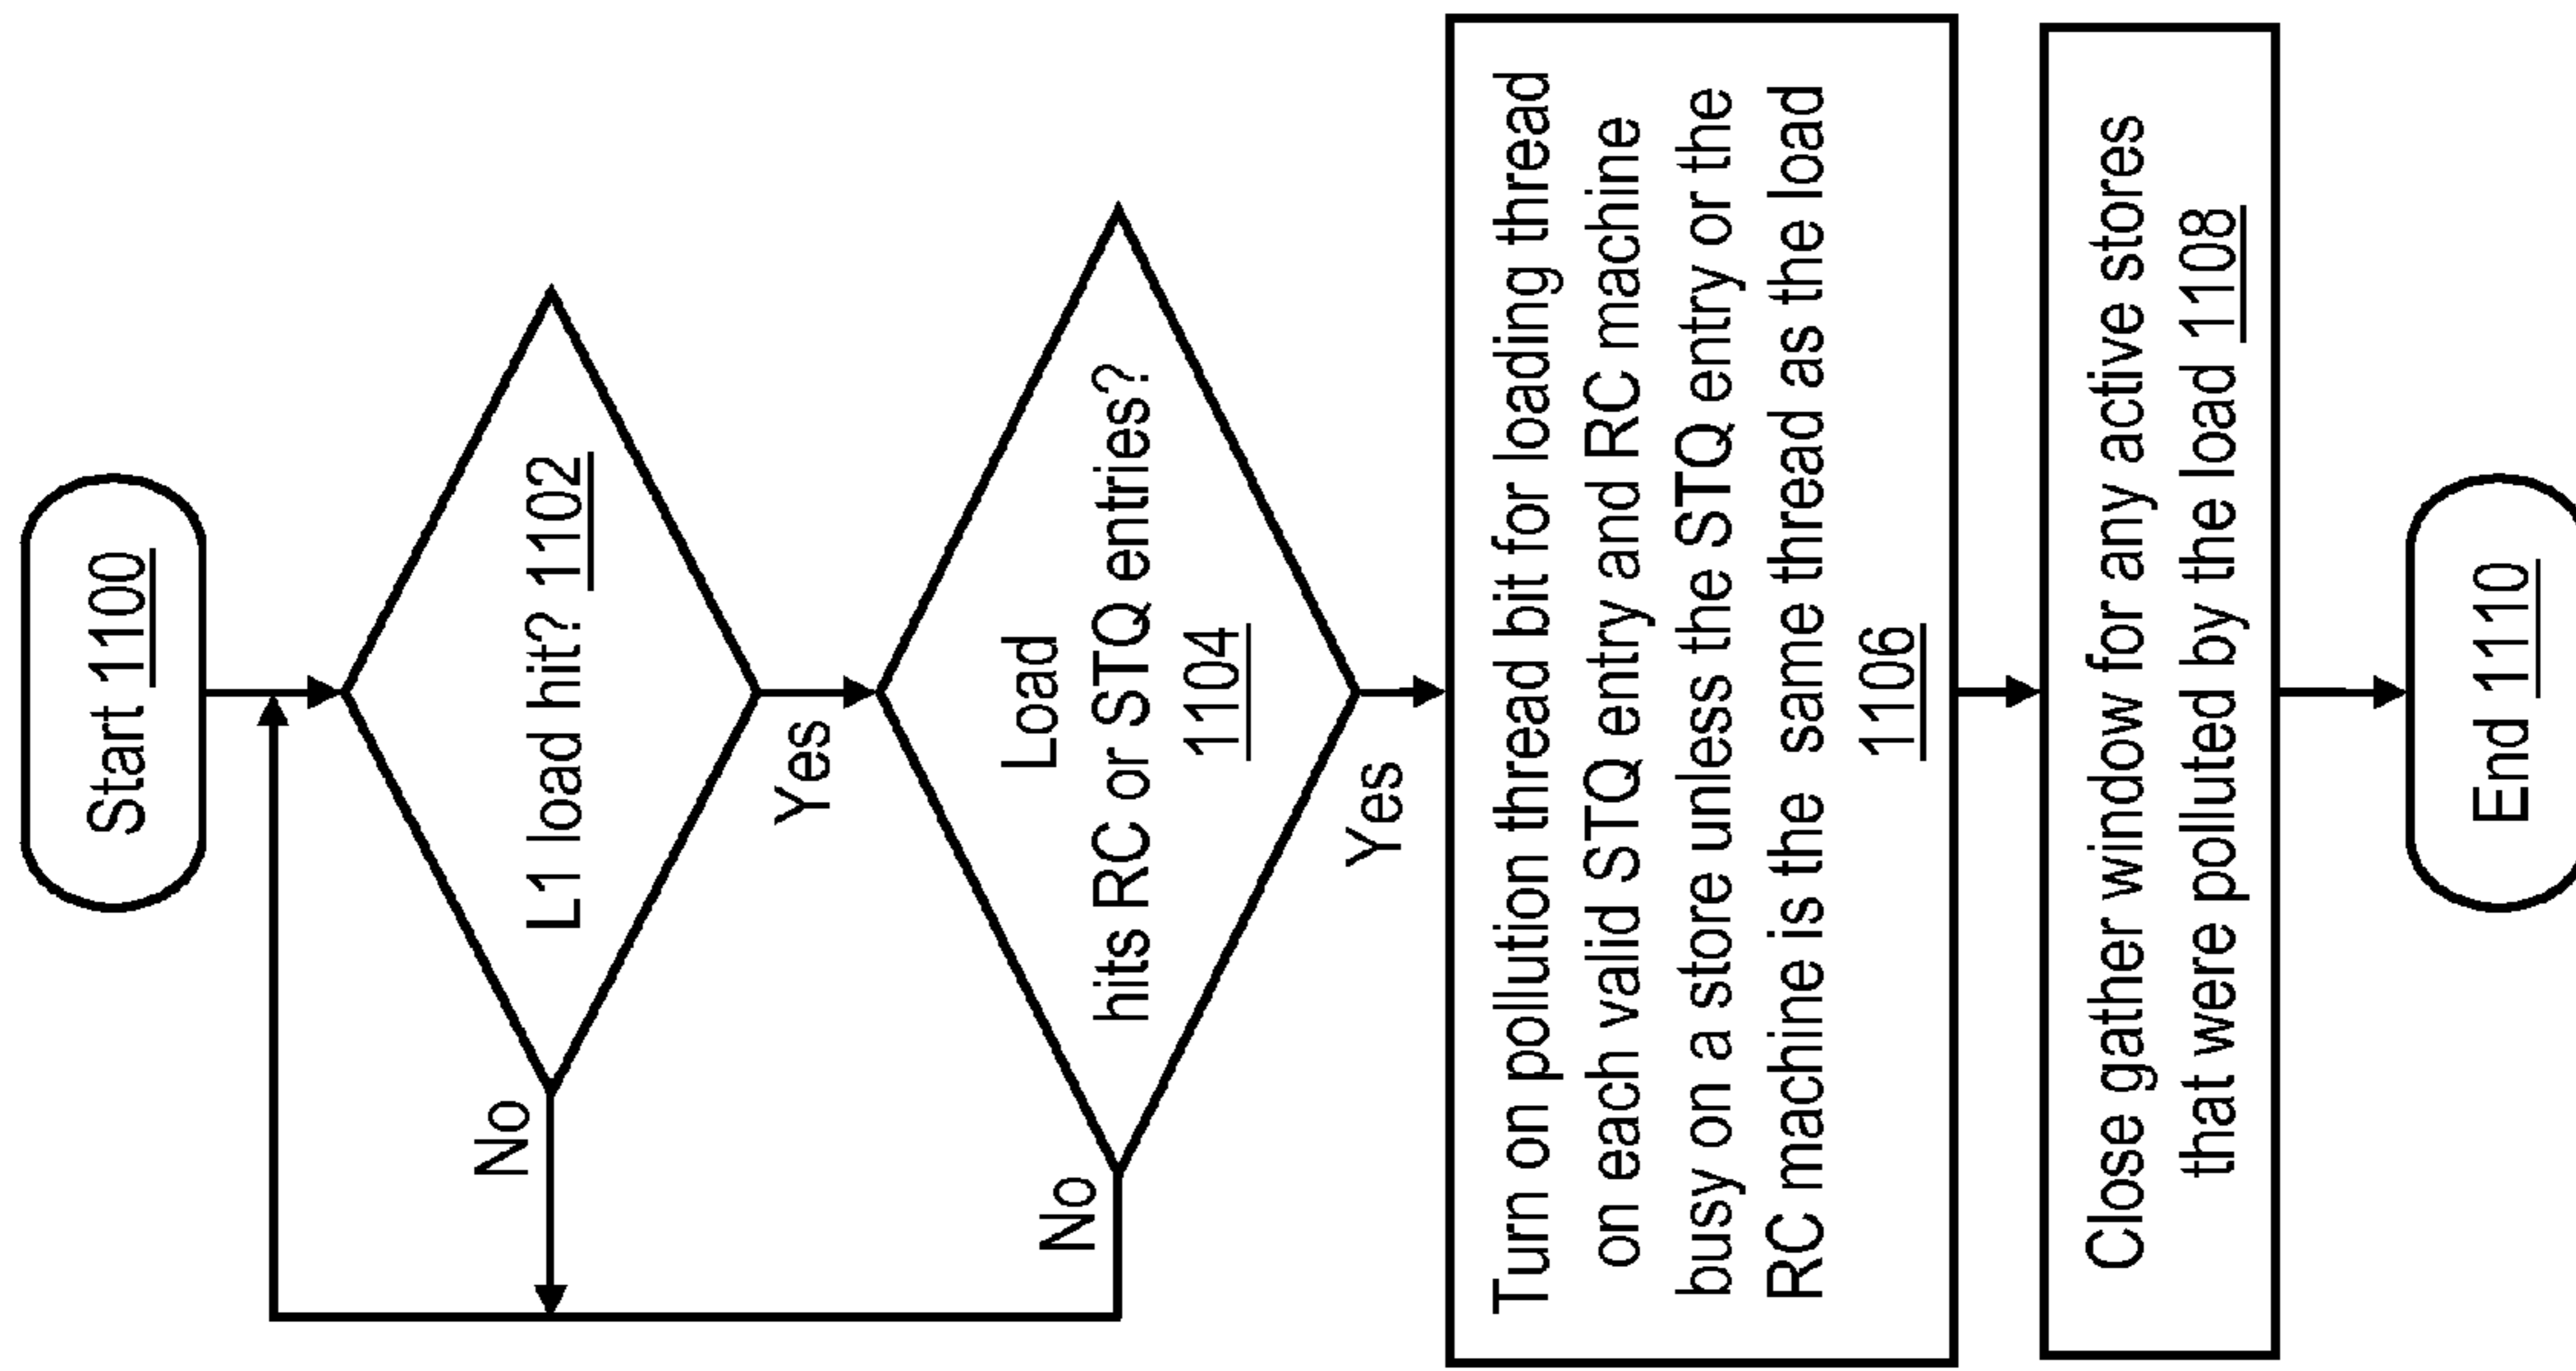 Start 1100
L1 load hit? 1102
No
Yes
Load
hits RC or STQ entries?
1104
No
Yes
Turn on pollution thread bit for loading thread
on each valid STQ entry and RC machine
busy on a store unless the STQ entry or the
RC machine is the same thread as the load
1106
Close gather window for any active stores
that were polluted by the load 1108
End 1110